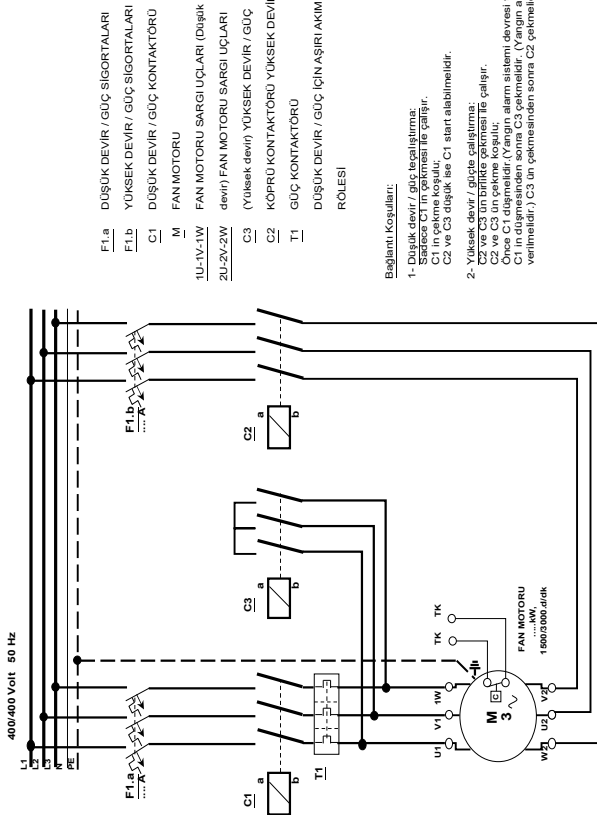 400/400 Volt 50 Hz
L1
L2
L3
N
PE
F1.a
.... A
F1.b
.... A
C1
a
b
C3
a
b
C2
a
b
T1
U1
V1
1W
TK
TK
M
3
C
FAN MOTORU
.....kW,
1500/3000.d/dk
W2
U2
V2
F1.a DÜŞÜK DEVİR / GÜÇ SİGORTALARI
F1.b YÜKSEK DEVİR / GÜÇ SİGORTALARI
C1 DÜŞÜK DEVİR / GÜÇ KONTAKTÖRÜ
M FAN MOTORU
1U-1V-1W FAN MOTORU SARGI UÇLARI (Düşük
2U-2V-2W devir) FAN MOTORU SARGI UÇLARI
C3 (Yüksek devir) YÜKSEK DEVİR / GÜÇ
C2 KÖPRÜ KONTAKTÖRÜ YÜKSEK DEVİ
T1 GÜÇ KONTAKTÖRÜ
DÜŞÜK DEVİR / GÜÇ İÇİN AŞIRI AKIM
RÖLESİ
Bağlantı Koşulları:
1- Düşük devir / güç teçalıştırma:
Sadece C1 in çekmesi ile çalışır.
C1 in çekme koşulu;
C2 ve C3 düşük ise C1 start alabilmelidir.
2- Yüksek devir / güçte çalıştırma:
C2 ve C3 ün birlikte çekmesi ile çalışır.
C2 ve C3 ün çekme koşulu;
Önce C1 düşmelidir.(Yangın alarm sistemi devresi
C1 in düşmesinden sonra C3 çekmelidir. (Yangın a
verilmelidir.) C3 ün çekmesinden sonra C2 çekmeli